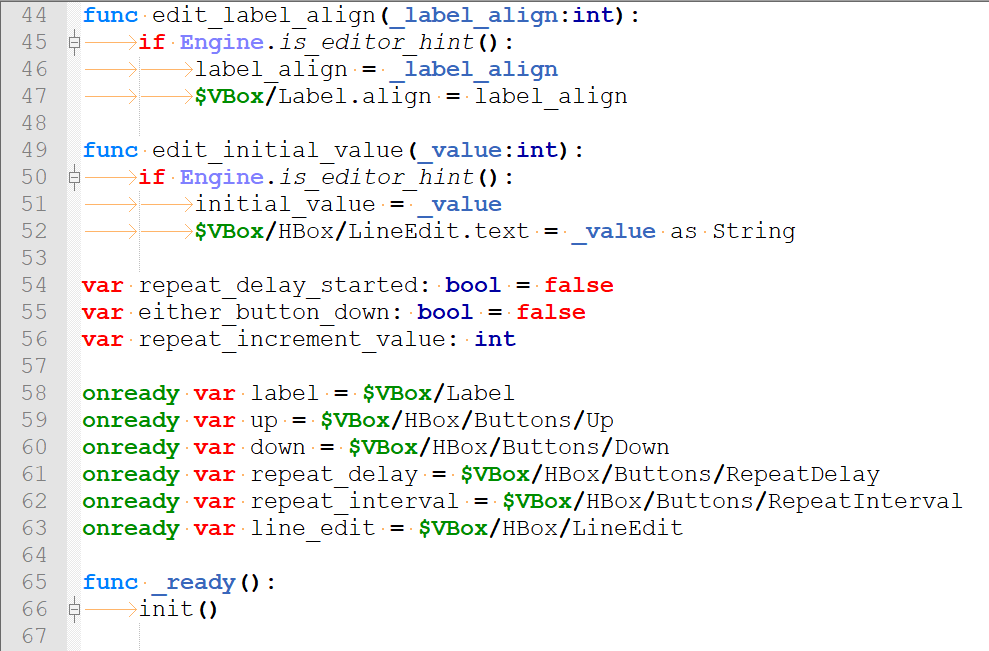 44 func edit_label_align(_label_align:int):
45 if Engine.is_editor_hint():
46 label_align = _label_align
47 $VBox/Label.align = label_align
48
49 func edit_initial_value(_value:int):
50 if Engine.is_editor_hint():
51 initial_value = _value
52 $VBox/HBox/LineEdit.text = _value as String
53
54 var repeat_delay_started: bool = false
55 var either_button_down: bool = false
56 var repeat_increment_value: int
57
58 onready var label = $VBox/Label
59 onready var up = $VBox/HBox/Buttons/Up
60 onready var down = $VBox/HBox/Buttons/Down
61 onready var repeat_delay = $VBox/HBox/Buttons/RepeatDelay
62 onready var repeat_interval = $VBox/HBox/Buttons/RepeatInterval
63 onready var line_edit = $VBox/HBox/LineEdit
64
65 func _ready():
66 init()
67